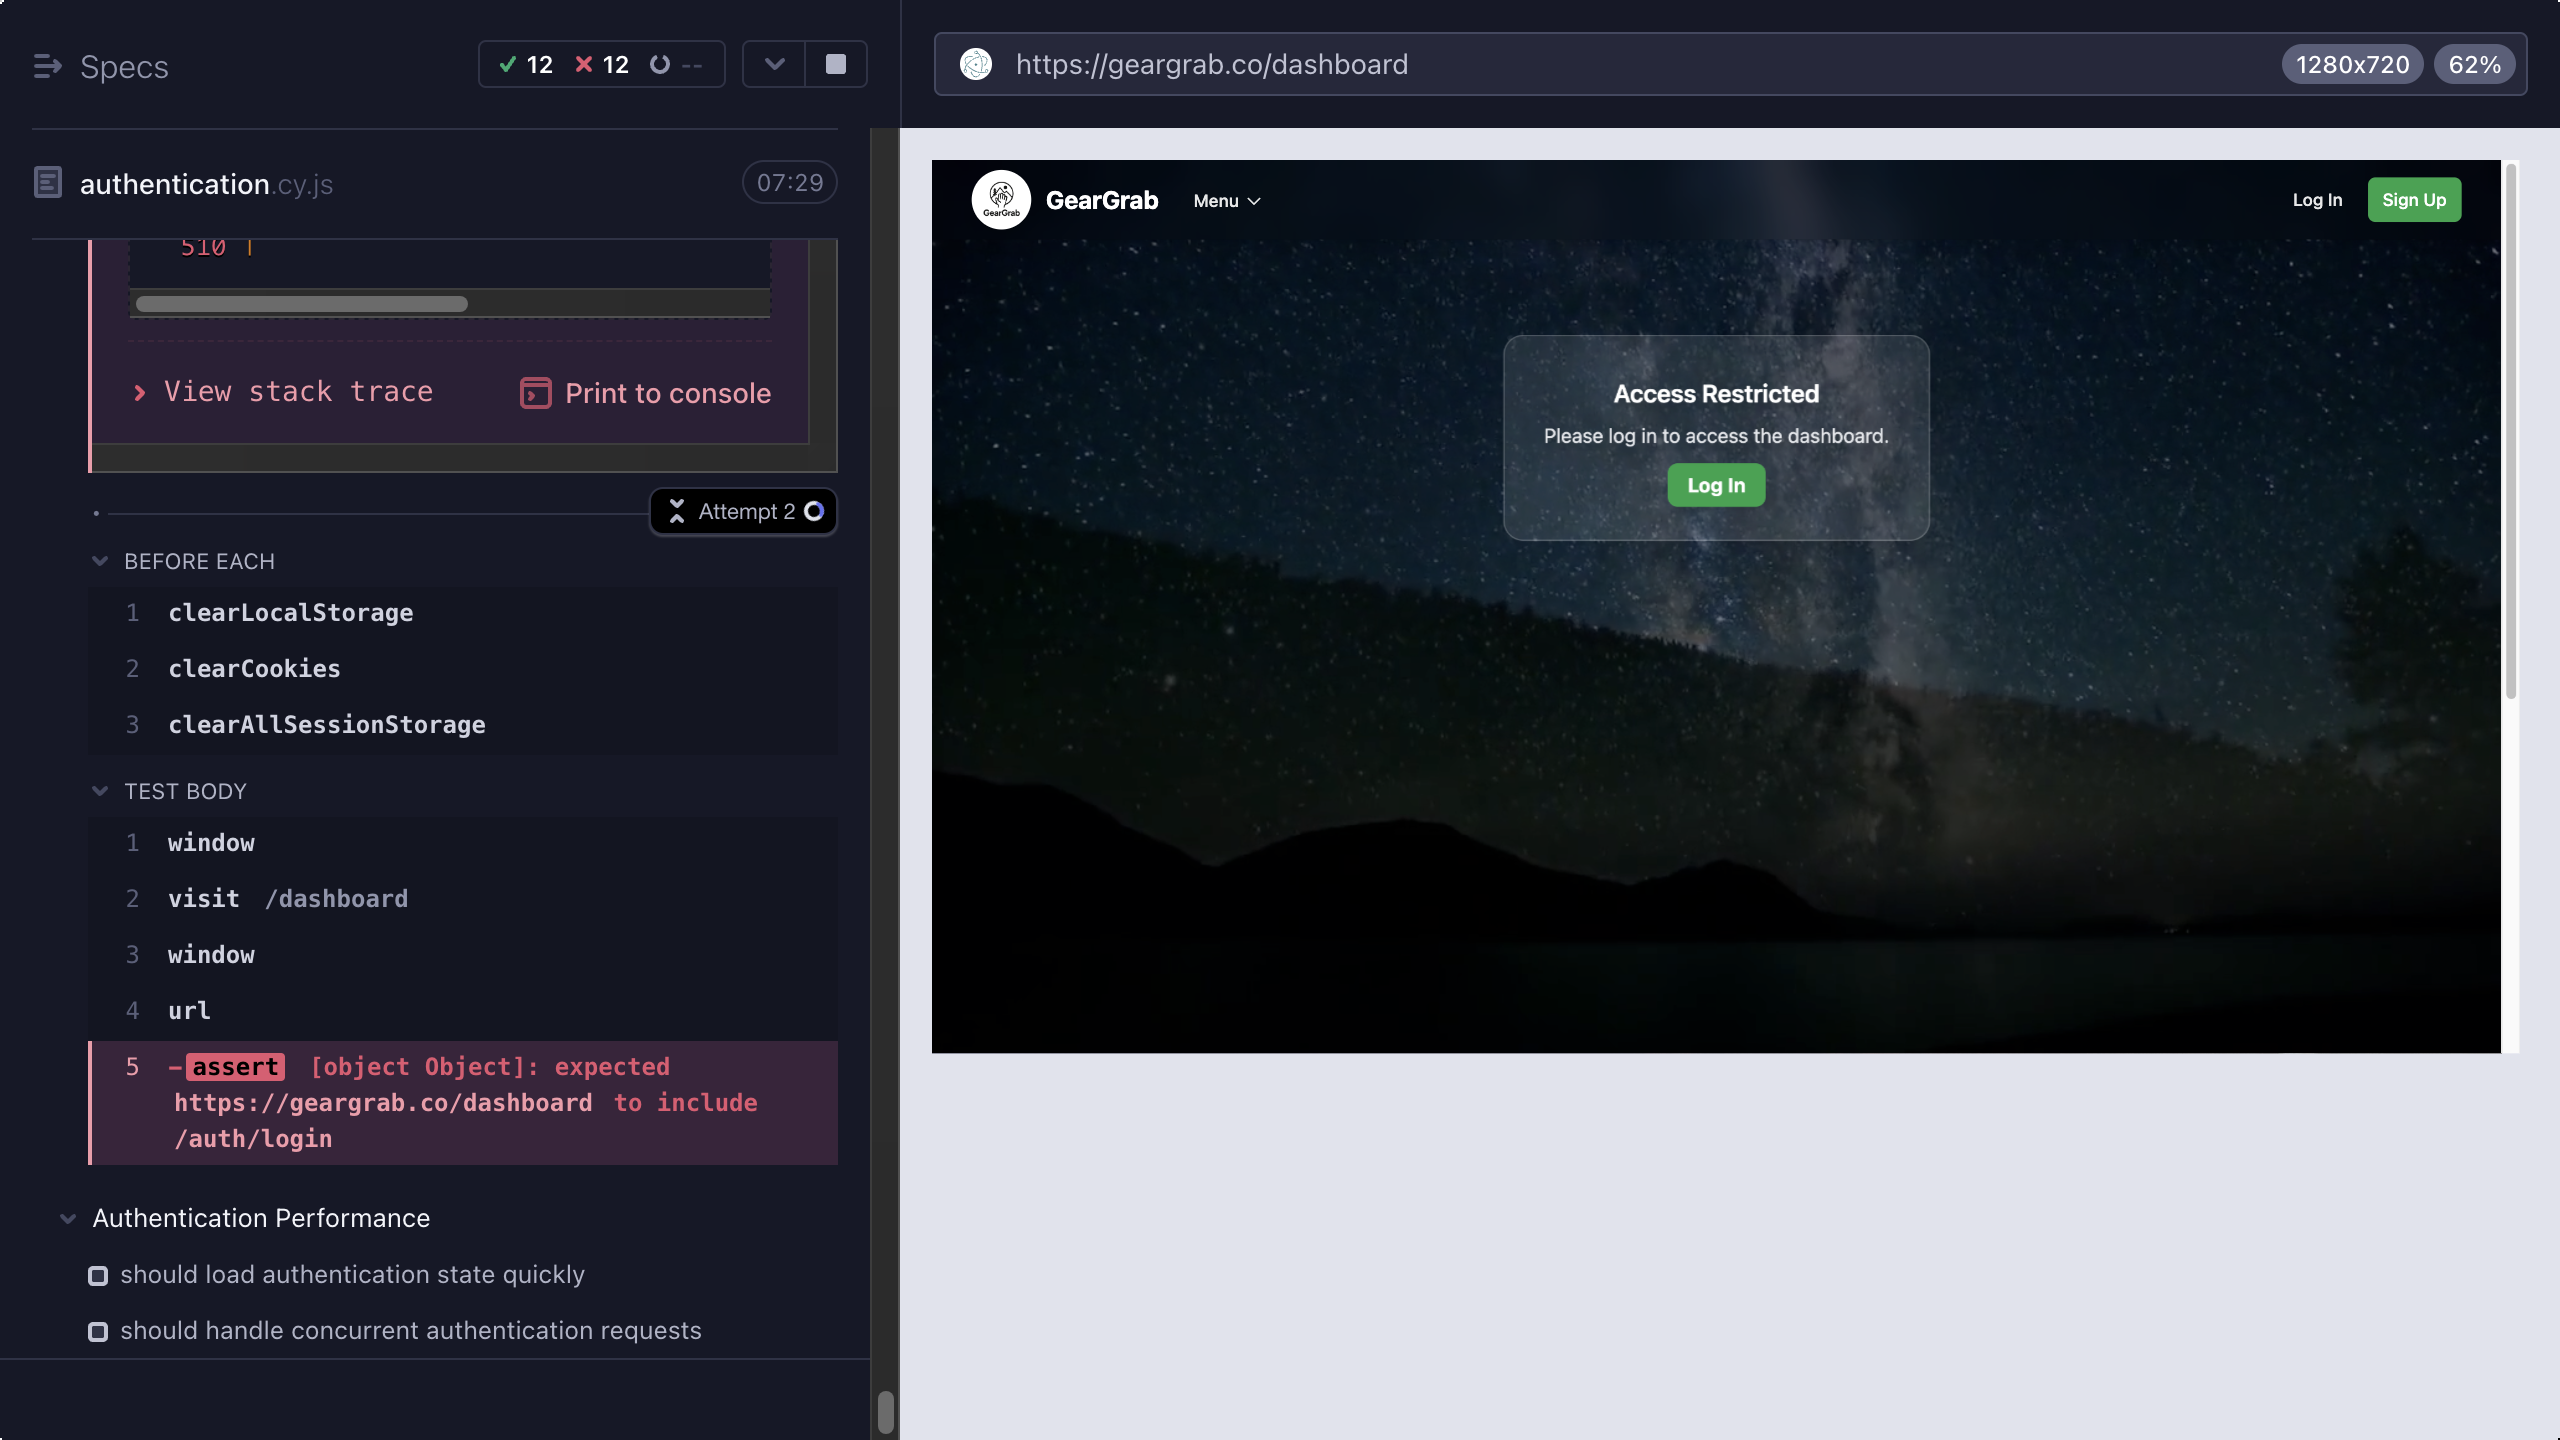 Specs
12 12 --
authentication.cy.js
07:29
510 |
View stack trace
Print to console
Attempt 2
BEFORE EACH
1 clearLocalStorage
2 clearCookies
3 clearAllSessionStorage
TEST BODY
1 window
2 visit /dashboard
3 window
4 url
5 -assert [object Object]: expected
https://geargrab.co/dashboard to include
/auth/login
Authentication Performance
should load authentication state quickly
should handle concurrent authentication requests
https://geargrab.co/dashboard
1280x720
62%
GearGrab
GearGrab
Menu
Log In
Sign Up
Access Restricted
Please log in to access the dashboard.
Log In